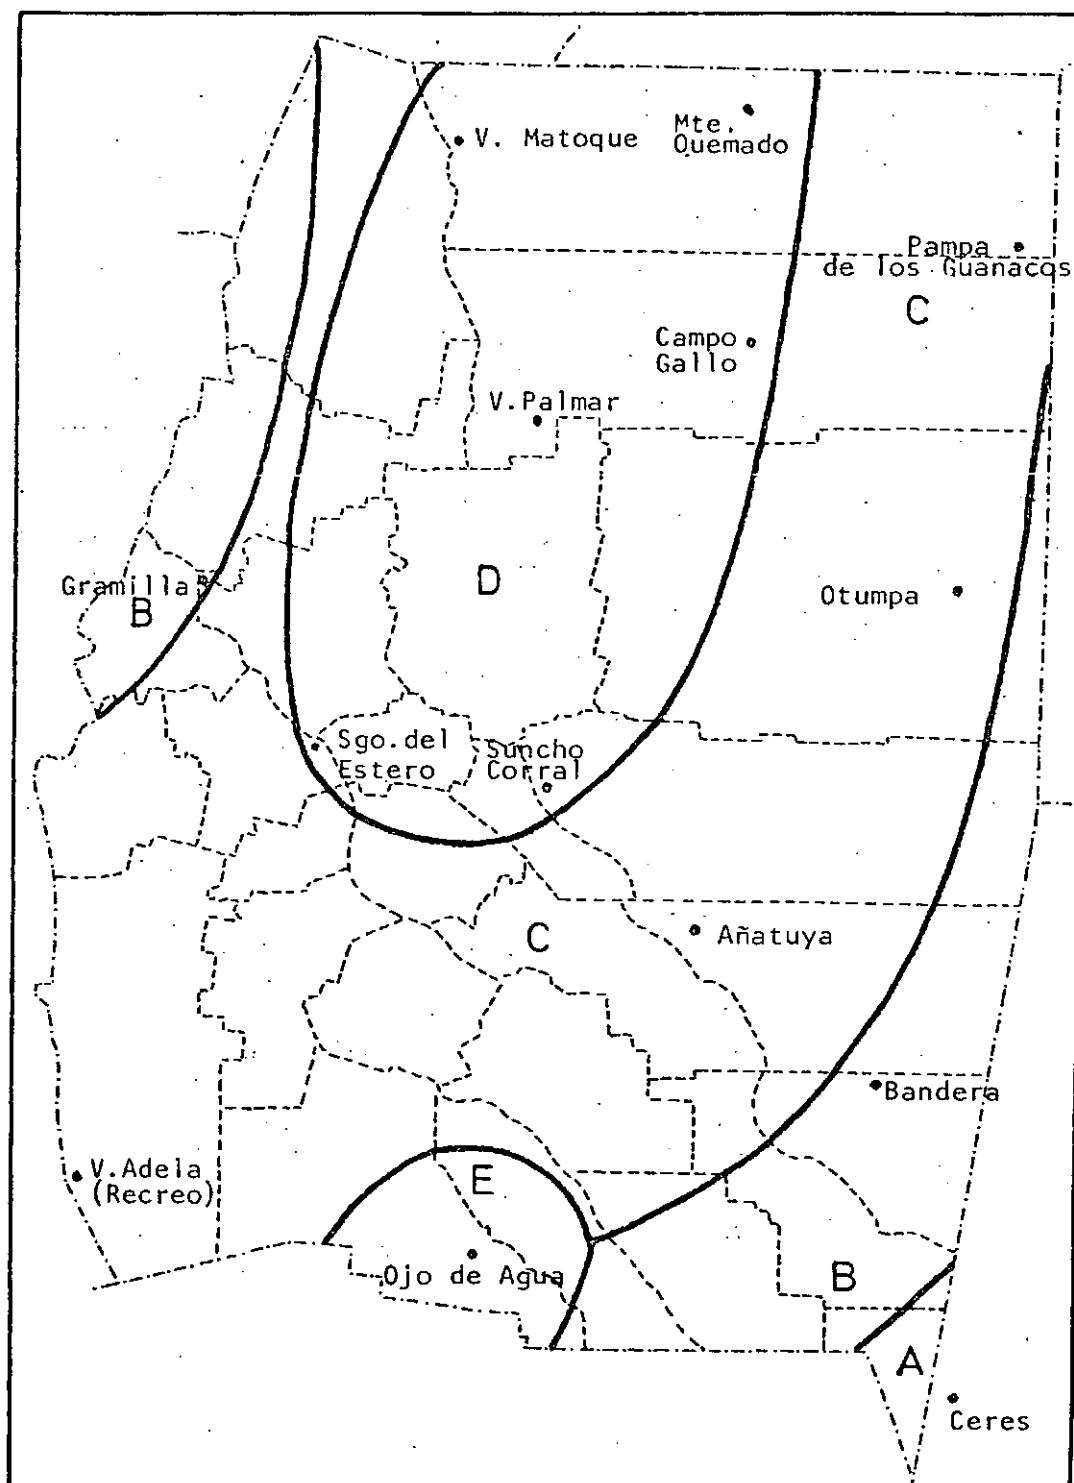 V. Matoque
Mte.
Quemado
Pampa
de los Guanacos
C
Campo
Gallo
V.Palmar
Gramilla
B
D
Otumpa
Sgo.del
Estero
Suncho
Corral
C
Añatuya
Bandera
V.Adela
(Recreo)
E
Ojo de Agua
B
A
Ceres